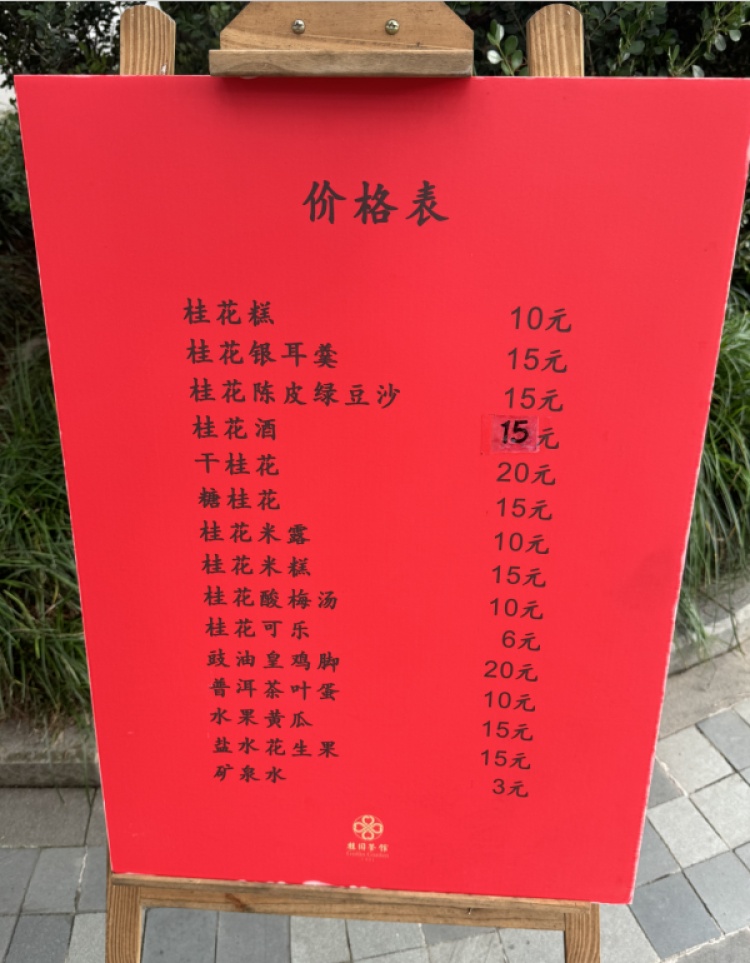 价格表
桂花糕 10元
桂花银耳羹 15元
桂花陈皮绿豆沙 15元
桂花酒 15元
干桂花 20元
糖桂花 15元
桂花米露 10元
桂花米糕 15元
桂花酸梅汤 10元
桂花可乐 6元
豉油皇鸡脚 20元
普洱茶叶蛋 10元
水果黄瓜 15元
盐水花生果 15元
矿泉水 3元